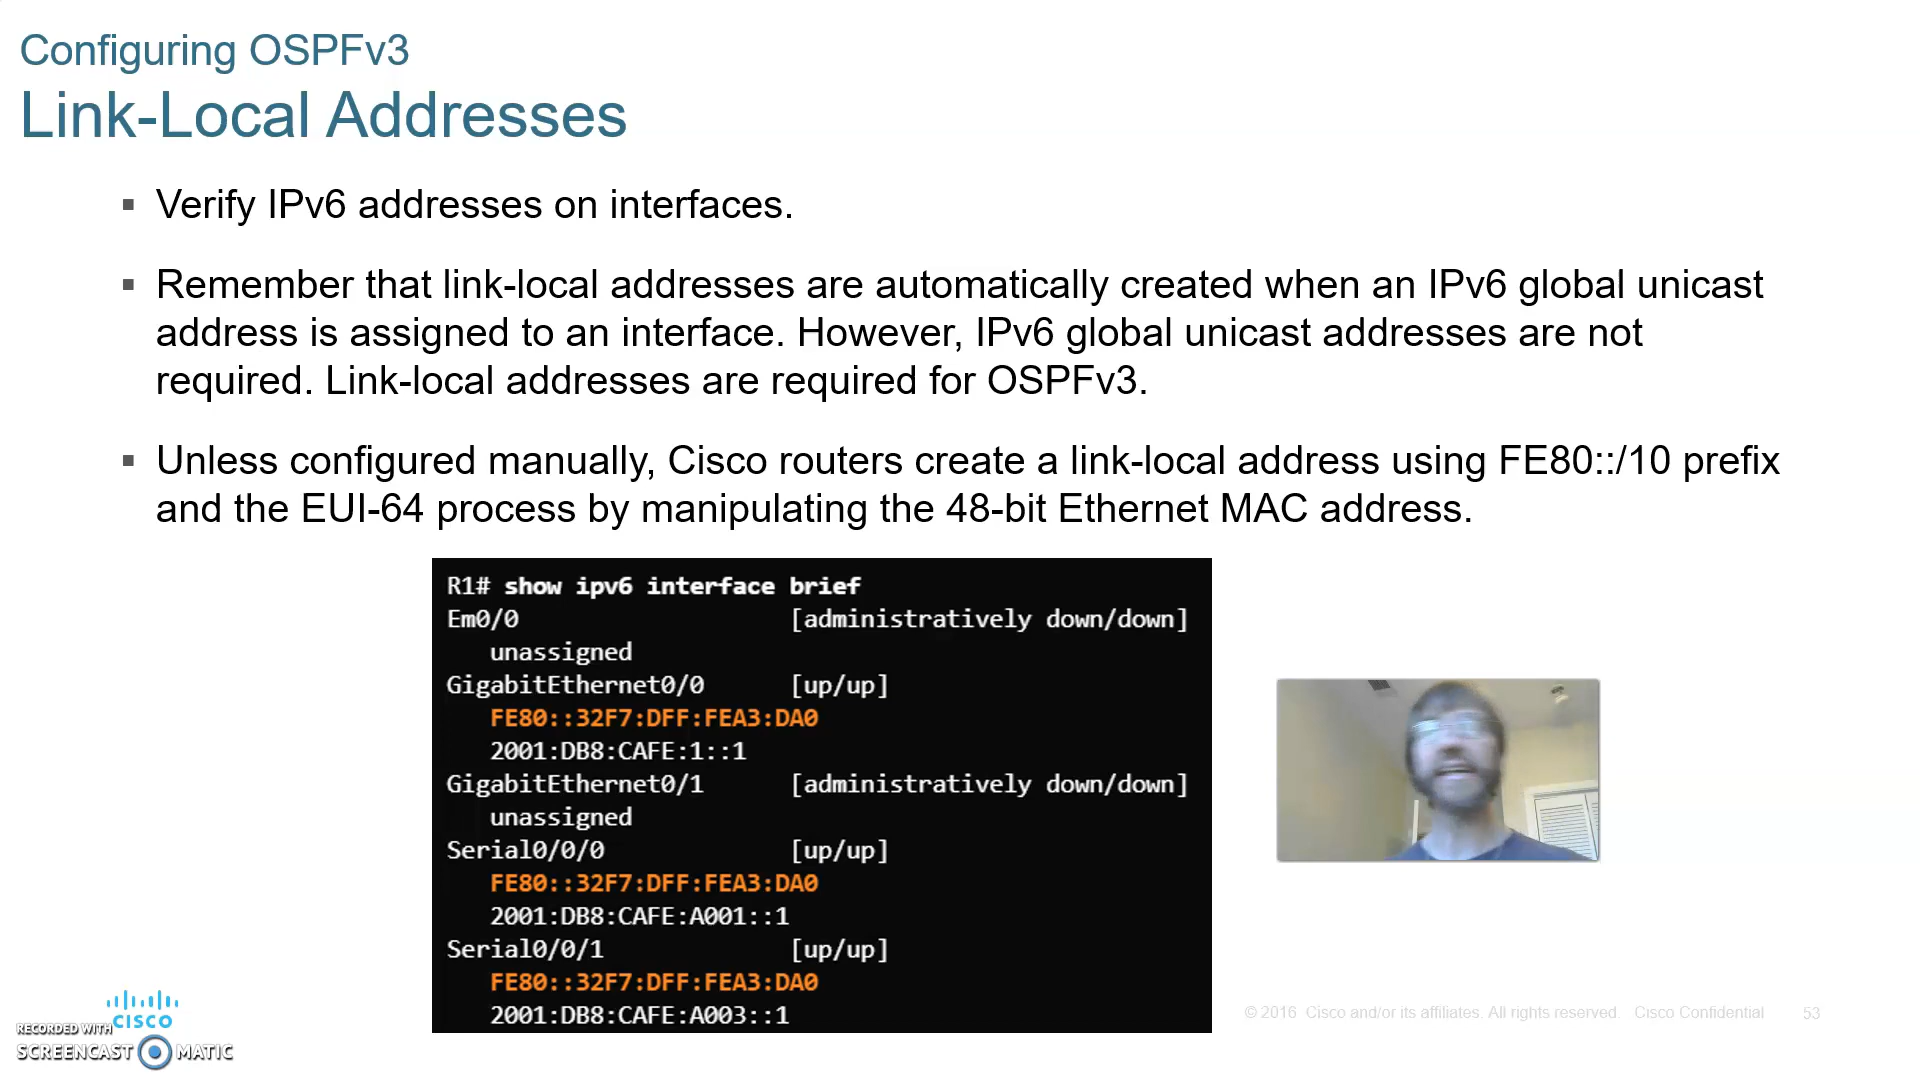 Configuring OSPFv3
Link-Local Addresses
▪ Verify IPv6 addresses on interfaces.
▪ Remember that link-local addresses are automatically created when an IPv6 global unicast
address is assigned to an interface. However, IPv6 global unicast addresses are not
required. Link-local addresses are required for OSPFv3.
▪ Unless configured manually, Cisco routers create a link-local address using FE80::/10 prefix
and the EUI-64 process by manipulating the 48-bit Ethernet MAC address.
R1# show ipv6 interface brief
Em0/0 [administratively down/down]
unassigned
GigabitEthernet0/0 [up/up]
FE80::32F7:DFF:FEA3:DA0
2001:DB8:CAFE:1::1
GigabitEthernet0/1 [administratively down/down]
unassigned
Serial0/0/0 [up/up]
FE80::32F7:DFF:FEA3:DA0
2001:DB8:CAFE:A001::1
Serial0/0/1 [up/up]
FE80::32F7:DFF:FEA3:DA0
2001:DB8:CAFE:A003::1
CISCO
RECORDED WITH
SCREENCAST MATIC
© 2016 Cisco and/or its affiliates. All rights reserved. Cisco Confidential 53